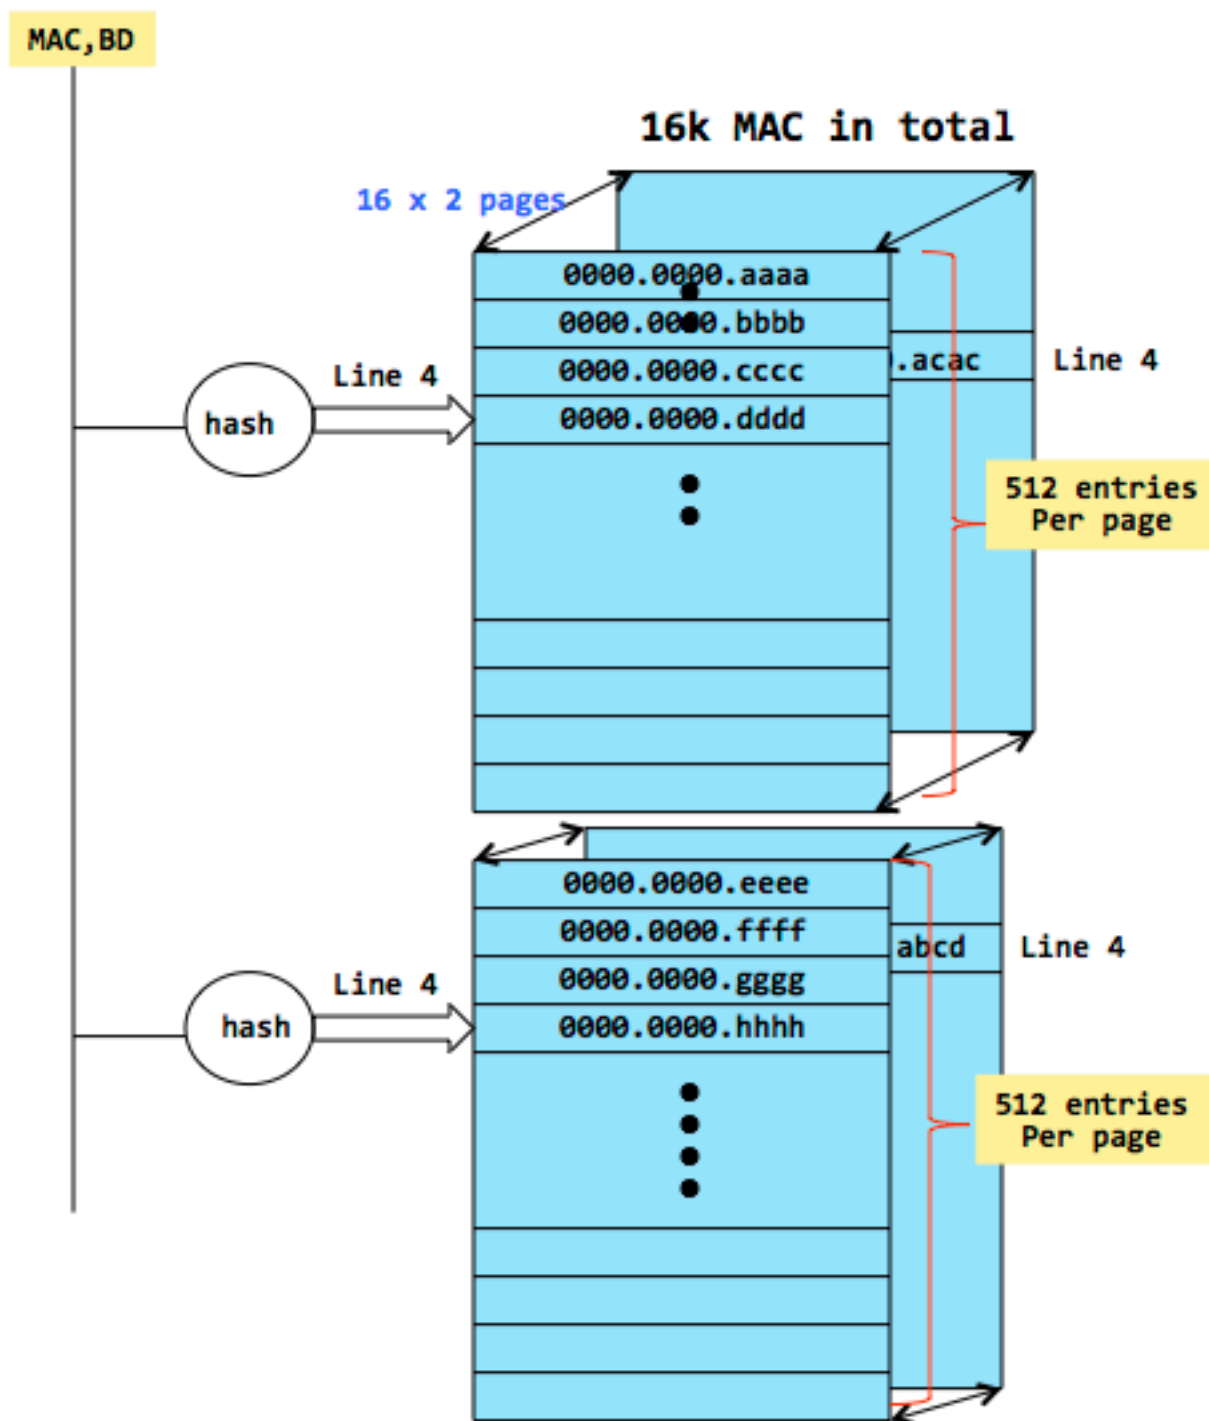 MAC,BD
16k MAC in total
16 x 2 pages
0000.0000.aaaa
0000.0000.bbbb
0000.0000.cccc
.acac
Line 4
Line 4
0000.0000.dddd
hash
512 entries
Per page
0000.0000.eeee
0000.0000.ffff
abcd
Line 4
0000.0000.gggg
Line 4
0000.0000.hhhh
hash
512 entries
Per page